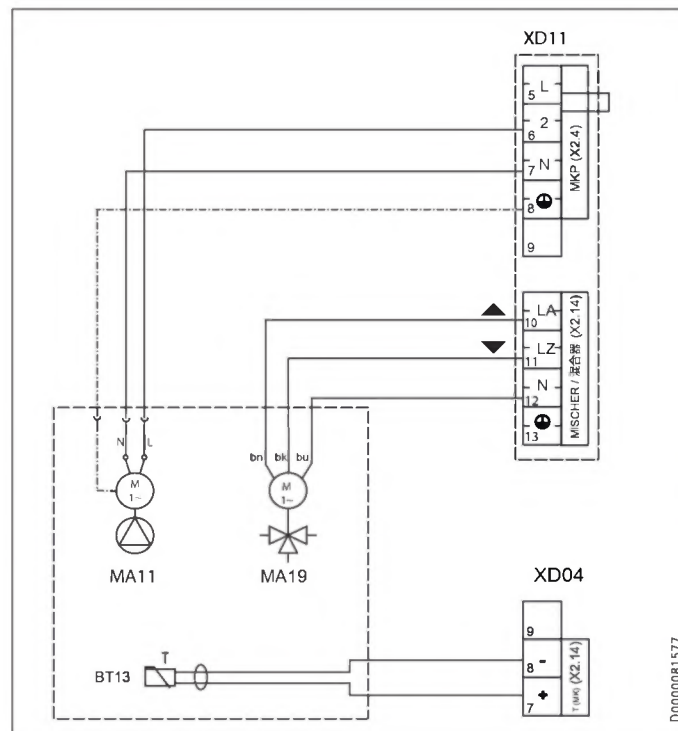 XD11
5 L
6 2
7 N
8
9
MKP (X2.4)
10 LA
11 LZ
12 N
13
MISCHER / 混合器 (X2.14)
N L
bn bk bu
M
1~
M
1~
MA11
MA19
XD04
9
8 -
7 +
T (MK) (X2.14)
T
BT13
D0000081577